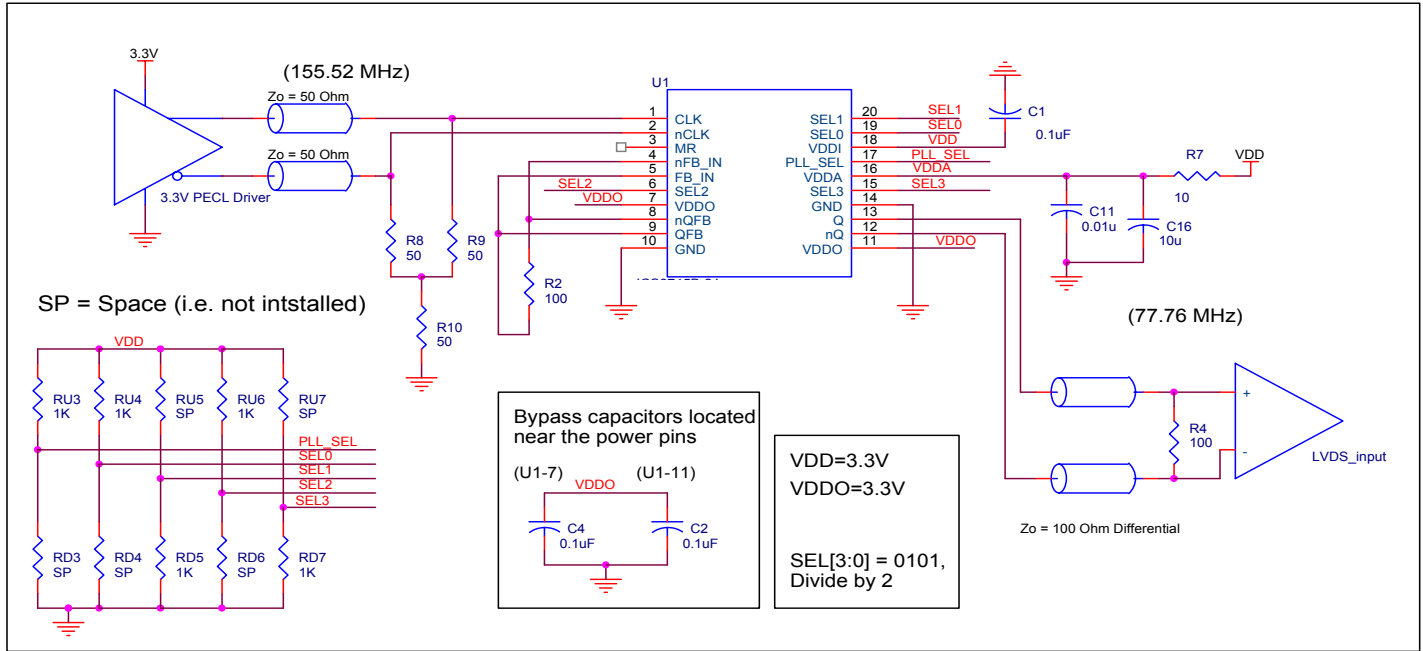 3.3V
(155.52 MHz)
Zo = 50 Ohm
Zo = 50 Ohm
3.3V PECL Driver
R8
50
R9
50
R10
50
U1
1
CLK
2
nCLK
3
MR
4
nFB_IN
5
FB_IN
6
SEL2
7
VDDO
8
nQFB
9
QFB
10
GND
SEL2
VDDO
R2
100
SEL1
20
SEL1
SEL0
19
SEL0
VDDI
18
VDD
PLL_SEL
17
PLL_SEL
VDDA
16
VDDA
SEL3
15
SEL3
GND
14
Q
13
nQ
12
VDDO
11
VDDO
C1
0.1uF
R7
10
VDD
C11
0.01u
C16
10u
(77.76 MHz)
+
-
R4
100
LVDS_input
Zo = 100 Ohm Differential
SP = Space (i.e. not intstalled)
VDD
RU3
1K
RU4
1K
RU5
SP
RU6
1K
RU7
SP
PLL_SEL
SEL0
SEL1
SEL2
SEL3
RD3
SP
RD4
SP
RD5
1K
RD6
SP
RD7
1K
Bypass capacitors located
near the power pins
(U1-7)
(U1-11)
VDDO
C4
0.1uF
C2
0.1uF
VDD=3.3V
VDDO=3.3V
SEL[3:0] = 0101,
Divide by 2